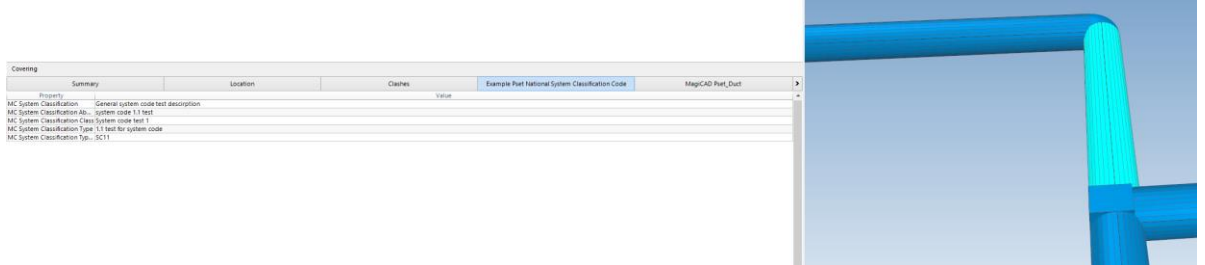 Covering
Summary Location Clashes Example Pset National System Classification Code MagiCAD Pset_Duct >
Property Value
MC System Classification General system code test descirption
MC System Classification Ab... system code 1.1 test
MC System Classification Class System code test 1
MC System Classification Type 1.1 test for system code
MC System Classification Typ... SC11